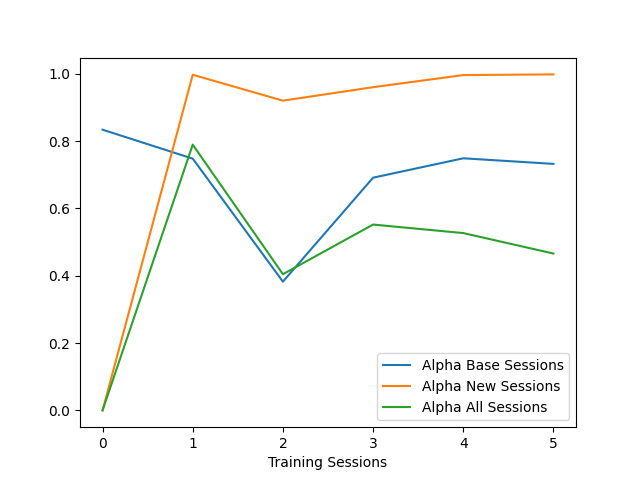 1.0
0.8
0.6
0.4
0.2
0.0
0 1 2 3 4 5
Training Sessions
Alpha Base Sessions
Alpha New Sessions
Alpha All Sessions